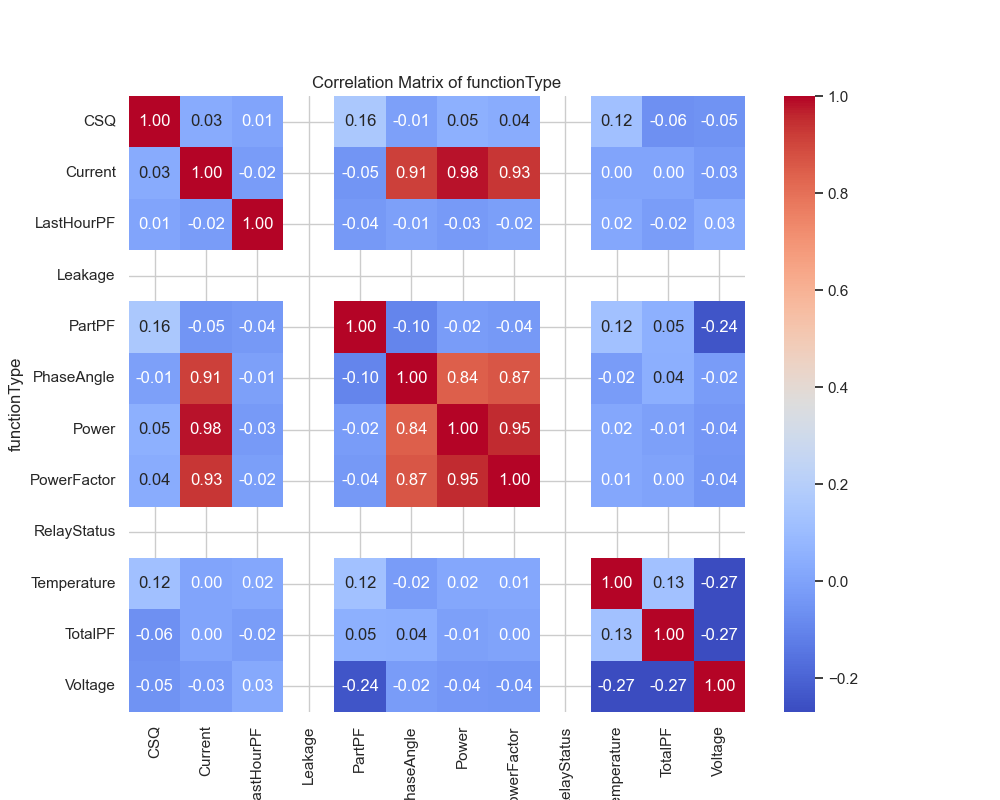 Correlation Matrix of functionType
CSQ 1.00 0.03 0.01 0.16 -0.01 0.05 0.04 0.12 -0.06 -0.05
Current 0.03 1.00 -0.02 -0.05 0.91 0.98 0.93 0.00 0.00 -0.03
LastHourPF 0.01 -0.02 1.00 -0.04 -0.01 -0.03 -0.02 0.02 -0.02 0.03
Leakage
PartPF 0.16 -0.05 -0.04 1.00 -0.10 -0.02 -0.04 0.12 0.05 -0.24
PhaseAngle -0.01 0.91 -0.01 -0.10 1.00 0.84 0.87 -0.02 0.04 -0.02
Power 0.05 0.98 -0.03 -0.02 0.84 1.00 0.95 0.02 -0.01 -0.04
PowerFactor 0.04 0.93 -0.02 -0.04 0.87 0.95 1.00 0.01 0.00 -0.04
RelayStatus
Temperature 0.12 0.00 0.02 0.12 -0.02 0.02 0.01 1.00 0.13 -0.27
TotalPF -0.06 0.00 -0.02 0.05 0.04 -0.01 0.00 0.13 1.00 -0.27
Voltage -0.05 -0.03 0.03 -0.24 -0.02 -0.04 -0.04 -0.27 -0.27 1.00
functionType
CSQ
Current
astHourPF
Leakage
PartPF
haseAngle
Power
owerFactor
elayStatus
emperature
TotalPF
Voltage
1.0
0.8
0.6
0.4
0.2
0.0
−0.2